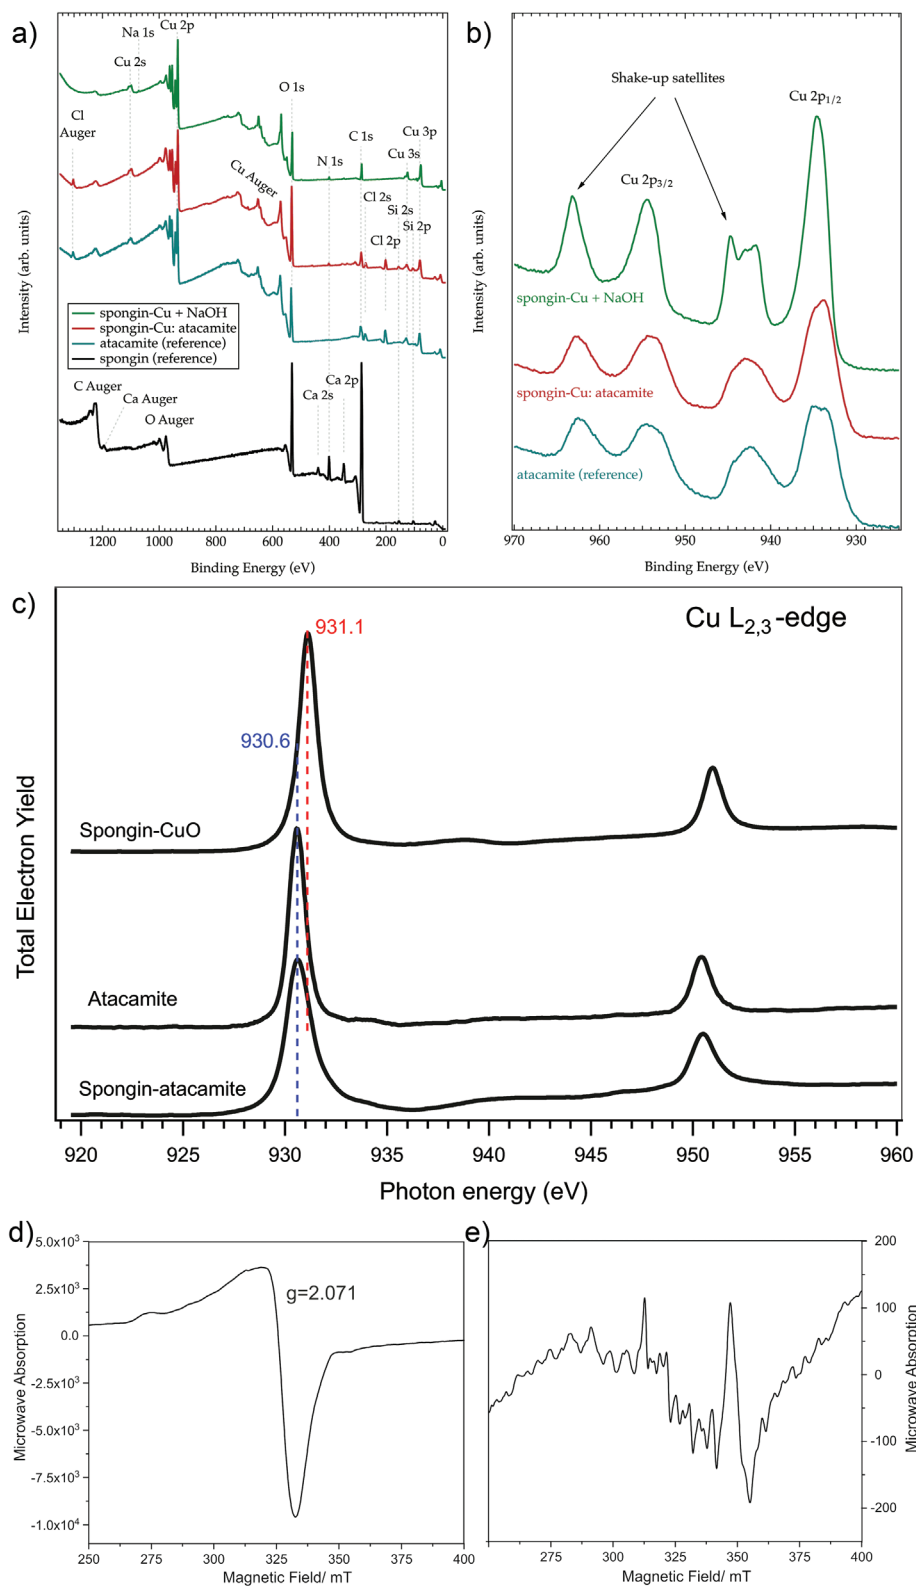 a)
Na 1s
Cu 2p
Cu 2s
Cl
Auger
O 1s
C 1s
Cu 3p
N 1s
Cu 3s
Cu Auger
Cl 2s
Si 2s
Si 2p
Cl 2p
spongin-Cu + NaOH
spongin-Cu: atacamite
atacamite (reference)
spongin (reference)
C Auger
Ca Auger
O Auger
Ca 2p
Ca 2s
Intensity (arb. units)
1200 1000 800 600 400 200 0
Binding Energy (eV)
b)
Shake-up satellites
Cu 2p1/2
Cu 2p3/2
spongin-Cu + NaOH
spongin-Cu: atacamite
atacamite (reference)
Intensity (arb. units)
970 960 950 940 930
Binding Energy (eV)
c)
Cu L2,3-edge
931.1
930.6
Spongin-CuO
Atacamite
Spongin-atacamite
Total Electron Yield
920 925 930 935 940 945 950 955 960
Photon energy (eV)
d)
5.0x10³
2.5x10³
0.0
-2.5x10³
-5.0x10³
-7.5x10³
-1.0x10⁴
g=2.071
Microwave Absorption
250 275 300 325 350 375 400
Magnetic Field/ mT
e)
200
100
0
-100
-200
Microwave Absorption
275 300 325 350 375 400
Magnetic Field/ mT